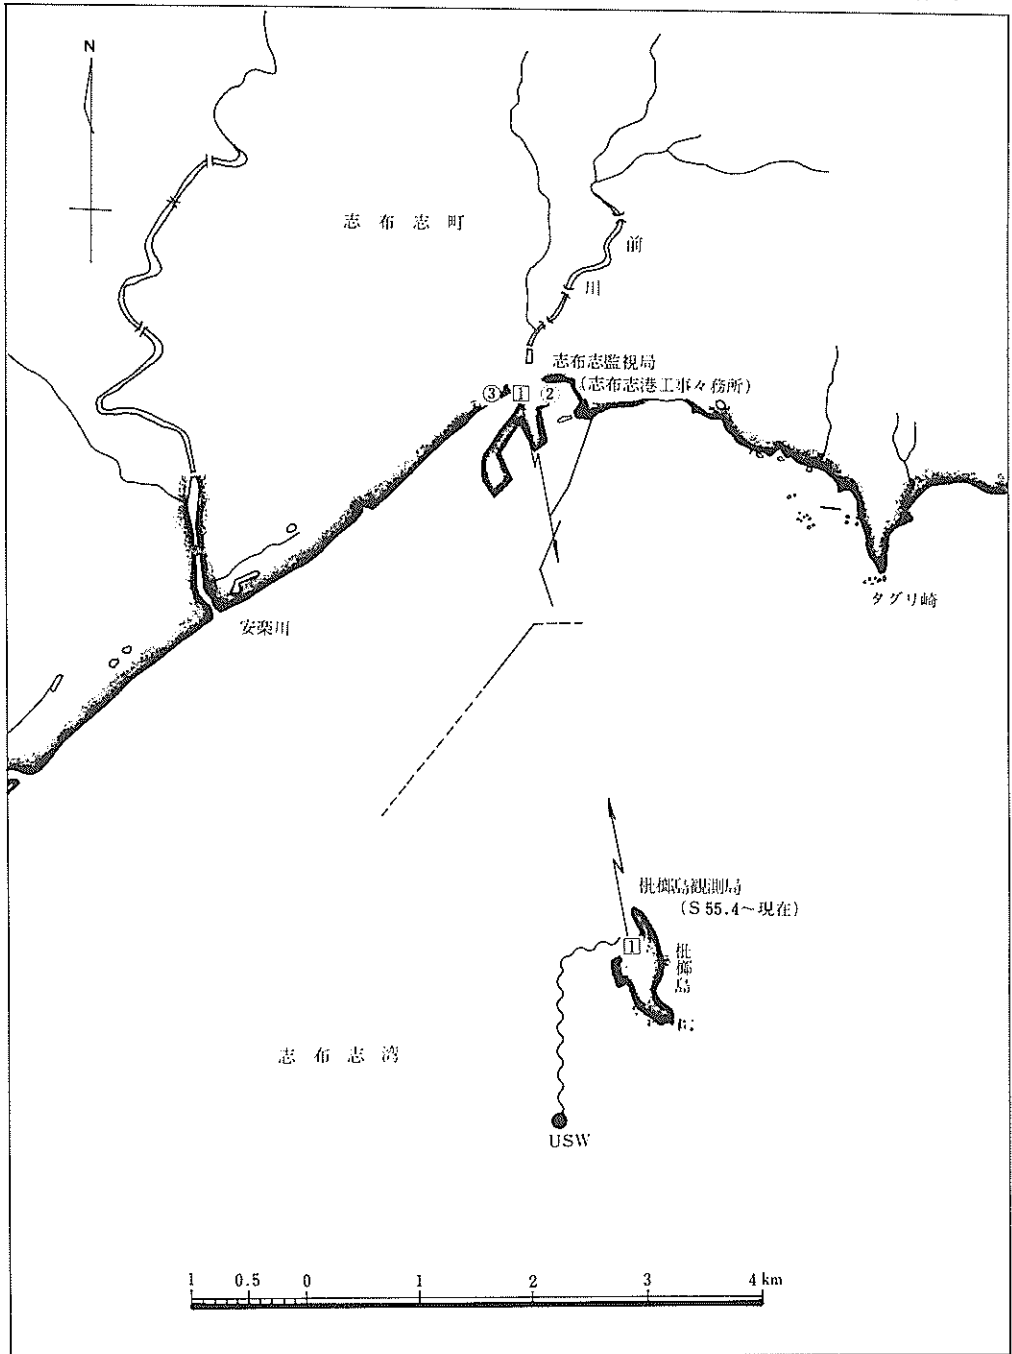 N
志布志町
前川
志布志監視局
(志布志港工事々務所)
③ 1 ②
安楽川
タグリ崎
枇榔島観測局
(S55.4~現在)
1
枇榔島
志布志湾
USW
1 0.5 0 1 2 3 4 km